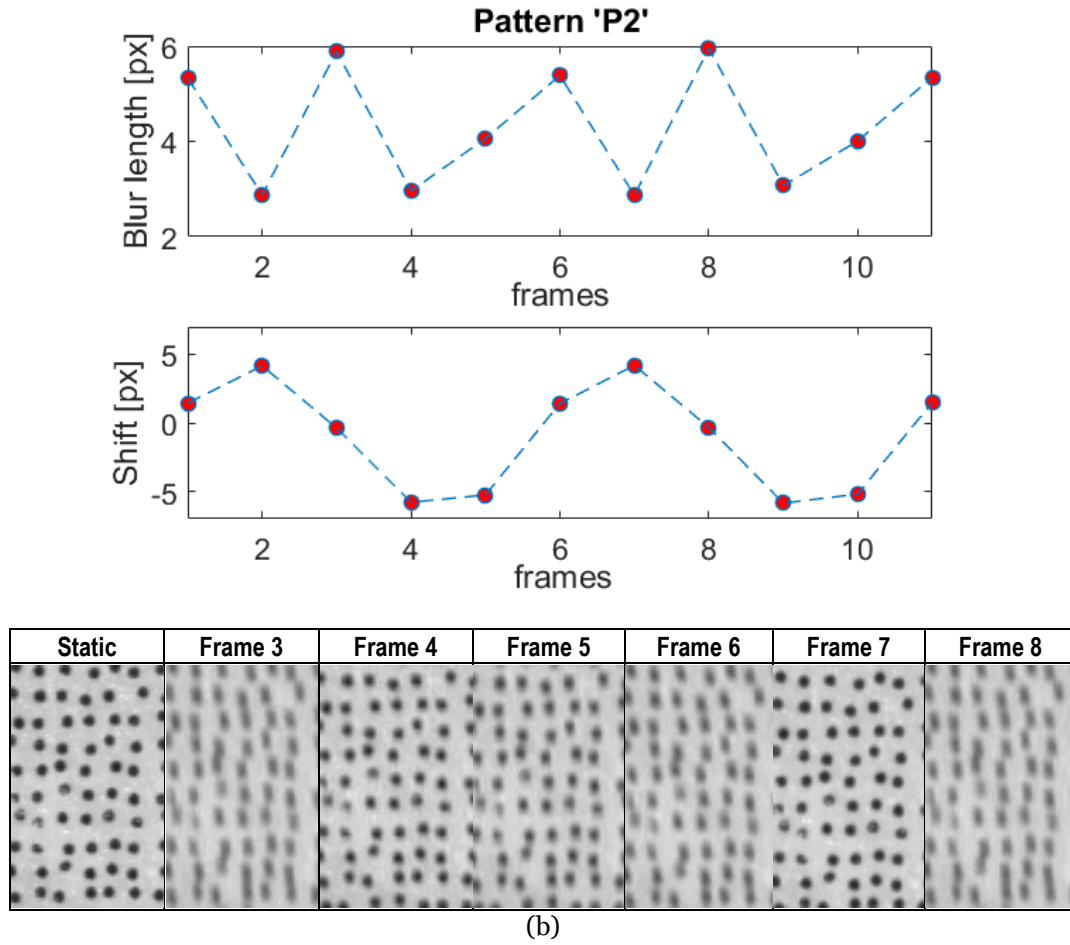 Pattern 'P2'
Blur length [px]
6
4
2
2 4 6 8 10
frames
Shift [px]
5
0
-5
2 4 6 8 10
frames
Static Frame 3 Frame 4 Frame 5 Frame 6 Frame 7 Frame 8
(b)